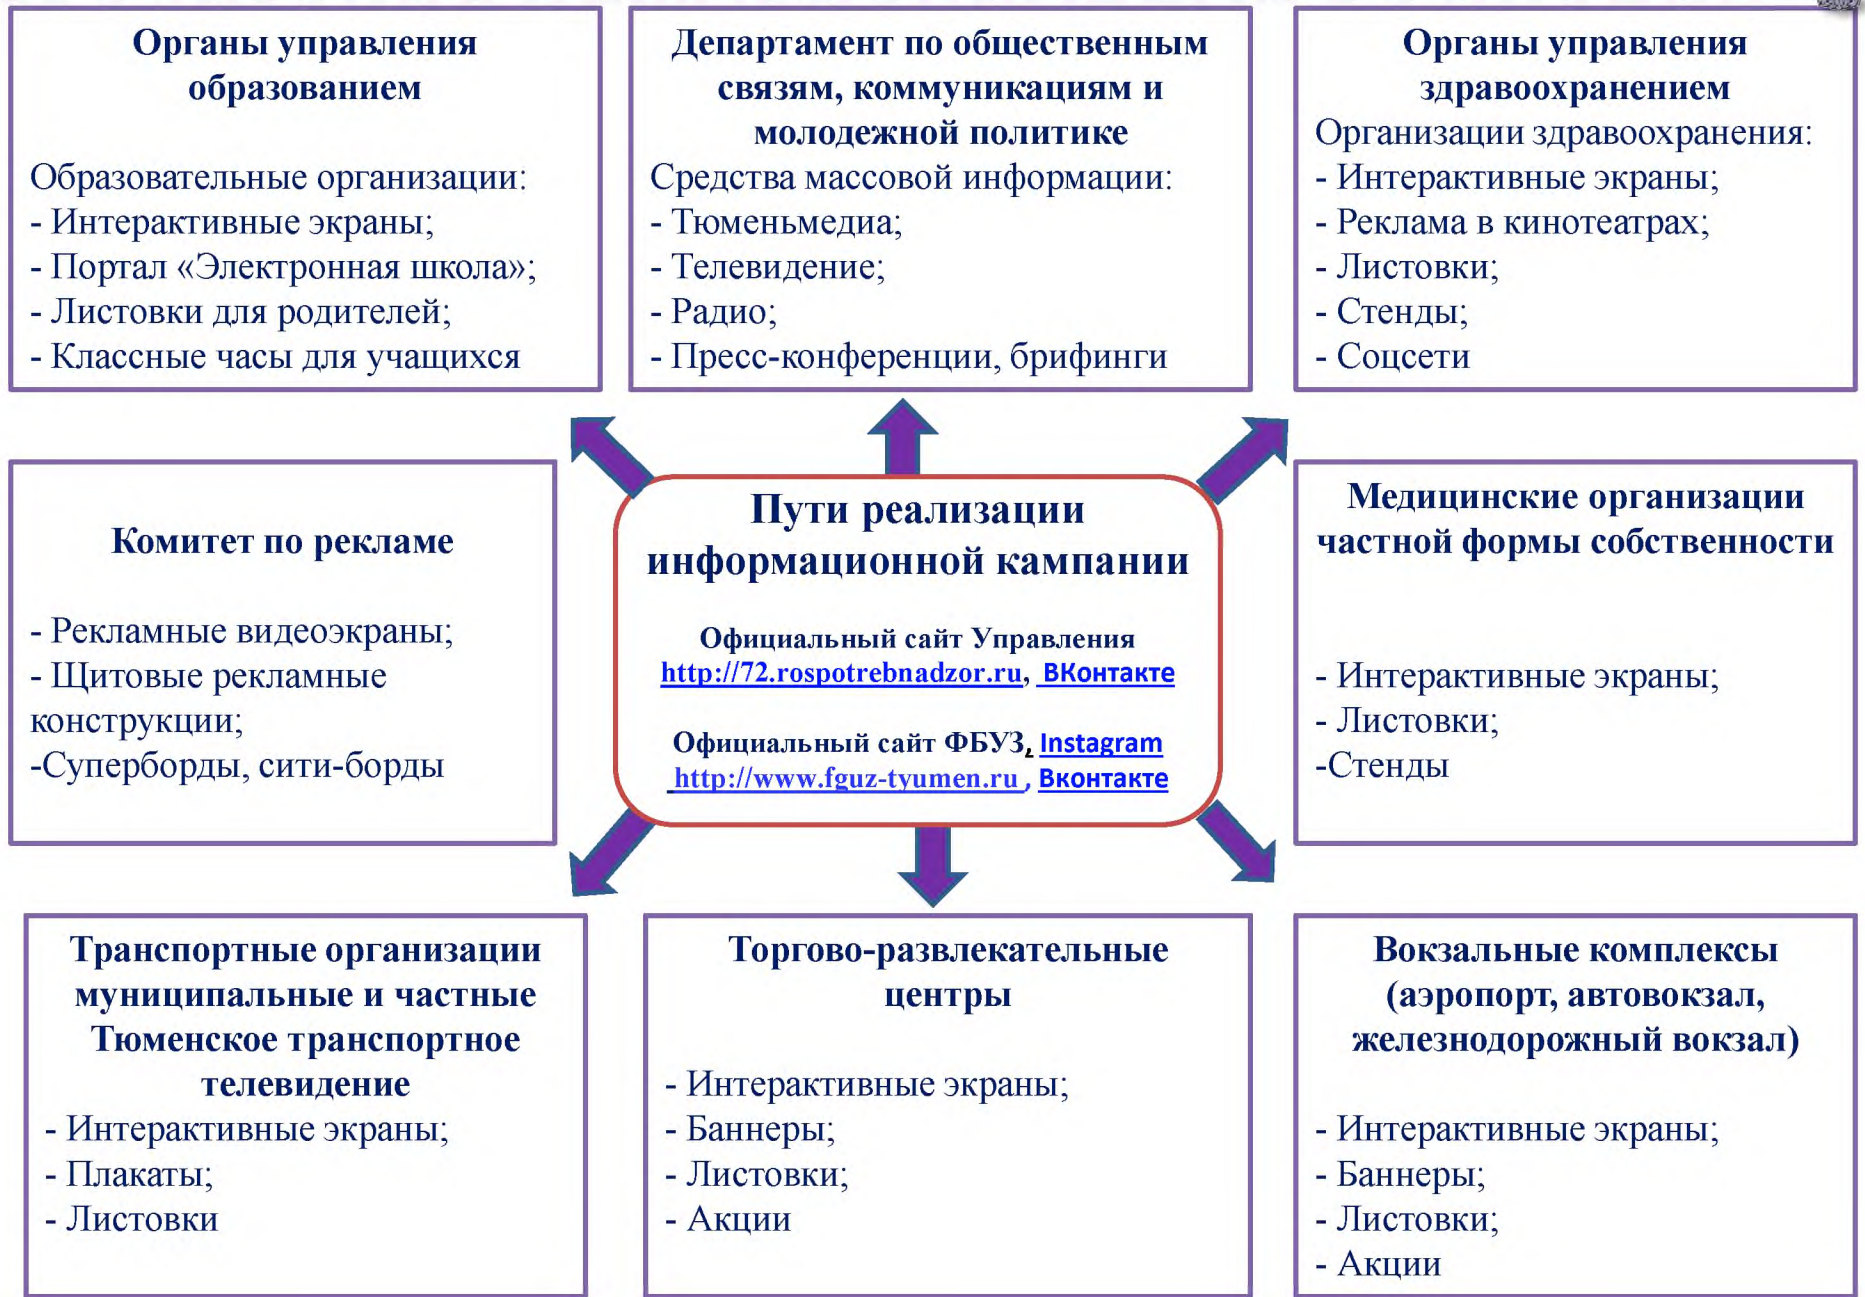 Органы управления
образованием
Образовательные организации:
- Интерактивные экраны;
- Портал «Электронная школа»;
- Листовки для родителей;
- Классные часы для учащихся
Департамент по общественным
связям, коммуникациям и
молодежной политике
Средства массовой информации:
- Тюменьмедиа;
- Телевидение;
- Радио;
- Пресс-конференции, брифинги
Органы управления
здравоохранением
Организации здравоохранения:
- Интерактивные экраны;
- Реклама в кинотеатрах;
- Листовки;
- Стенды;
- Соцсети
Комитет по рекламе
- Рекламные видеоэкраны;
- Щитовые рекламные
конструкции;
-Суперборды, сити-борды
Пути реализации
информационной кампании
Официальный сайт Управления
http://72.rospotrebnadzor.ru, ВКонтакте
Официальный сайт ФБУЗ, Instagram
http://www.fguz-tyumen.ru , Вконтакте
Медицинские организации
частной формы собственности
- Интерактивные экраны;
- Листовки;
-Стенды
Транспортные организации
муниципальные и частные
Тюменское транспортное
телевидение
- Интерактивные экраны;
- Плакаты;
- Листовки
Торгово-развлекательные
центры
- Интерактивные экраны;
- Баннеры;
- Листовки;
- Акции
Вокзальные комплексы
(аэропорт, автовокзал,
железнодорожный вокзал)
- Интерактивные экраны;
- Баннеры;
- Листовки;
- Акции